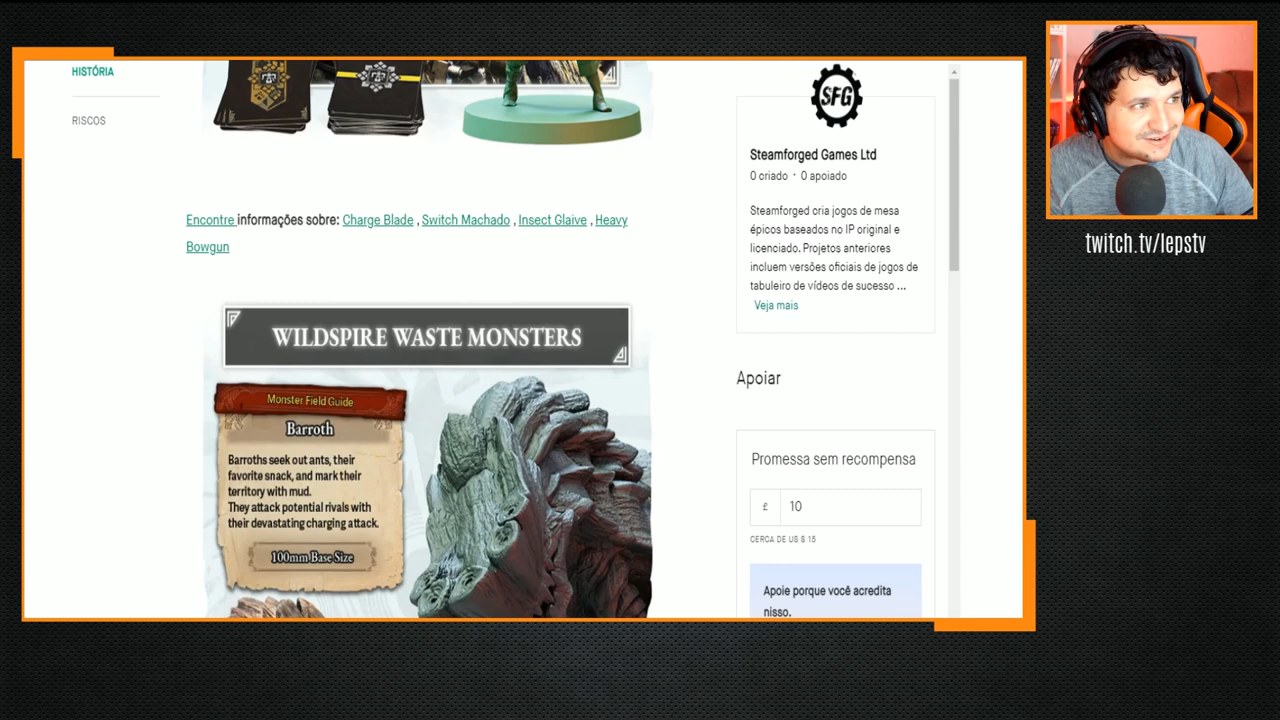 HISTÓRIA
RISCOS
Encontre informações sobre: Charge Blade , Switch Machado , Insect Glaive , Heavy
Bowgun
WILDSPIRE WASTE MONSTERS
Monster Field Guide
Barroth
Barroths seek out ants, their
favorite snack, and mark their
territory with mud.
They attack potential rivals with
their devastating charging attack.
100mm Base Size
SFG
Steamforged Games Ltd
0 criado · 0 apoiado
Steamforged cria jogos de mesa
épicos baseados no IP original e
licenciado. Projetos anteriores
incluem versões oficiais de jogos de
tabuleiro de vídeos de sucesso ...
Veja mais
Apoiar
Promessa sem recompensa
£ 10
CERCA DE US $ 15
Apoie porque você acredita
nisso.
twitch.tv/lepstv